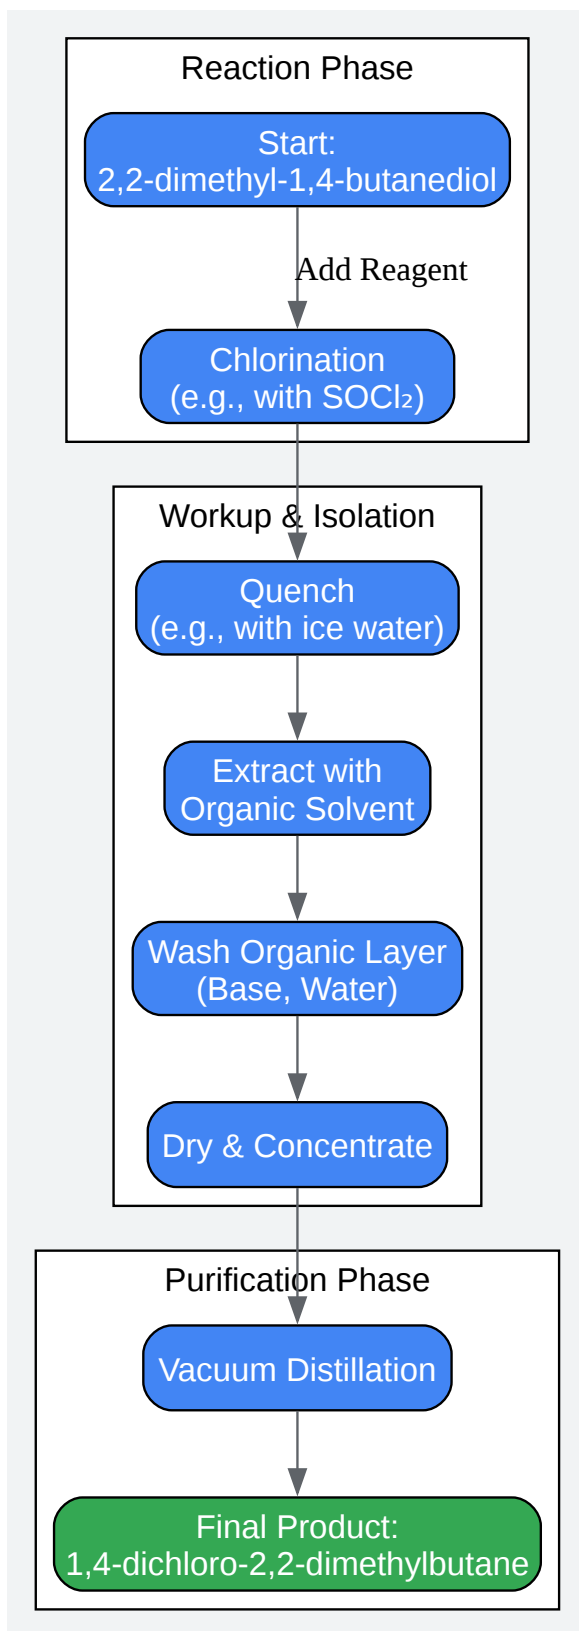 Reaction Phase
Start:
2,2-dimethyl-1,4-butanediol
Add Reagent
Chlorination
(e.g., with SOCl₂)
Workup & Isolation
Quench
(e.g., with ice water)
Extract with
Organic Solvent
Wash Organic Layer
(Base, Water)
Dry & Concentrate
Purification Phase
Vacuum Distillation
Final Product:
1,4-dichloro-2,2-dimethylbutane